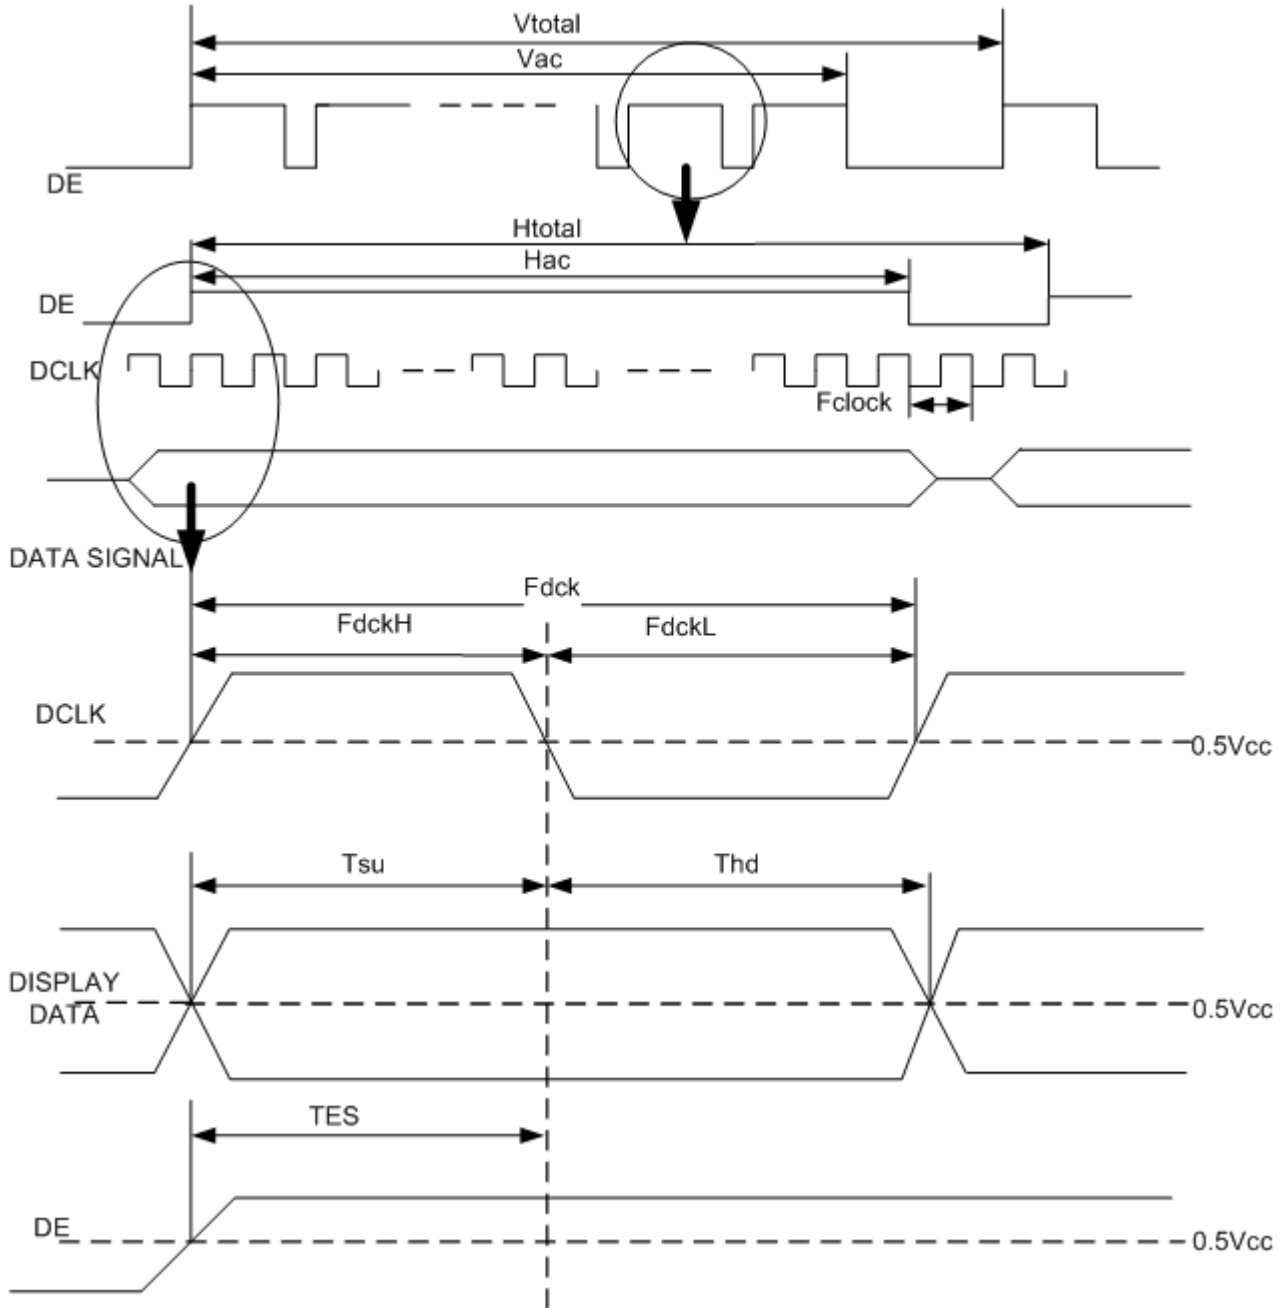 Vtotal
Vac
DE
Htotal
Hac
DE
DCLK
Fclock
DATA SIGNAL
Fdck
FdckH
FdckL
DCLK
0.5Vcc
Tsu
Thd
DISPLAY
DATA
0.5Vcc
TES
DE
0.5Vcc